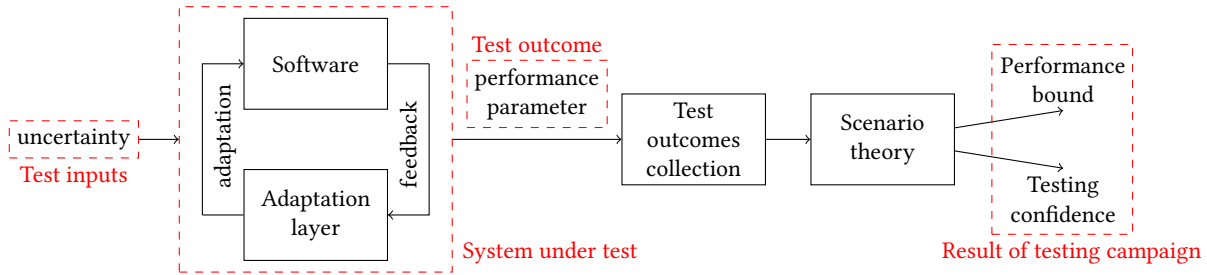 uncertainty
Test inputs
Software
adaptation
feedback
Adaptation
layer
System under test
Test outcome
performance
parameter
Test
outcomes
collection
Scenario
theory
Performance
bound
Testing
confidence
Result of testing campaign